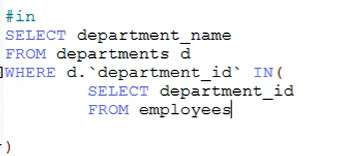 #in
SELECT department_name
FROM departments d
WHERE d.`department_id` IN(
SELECT department_id
FROM employees
)